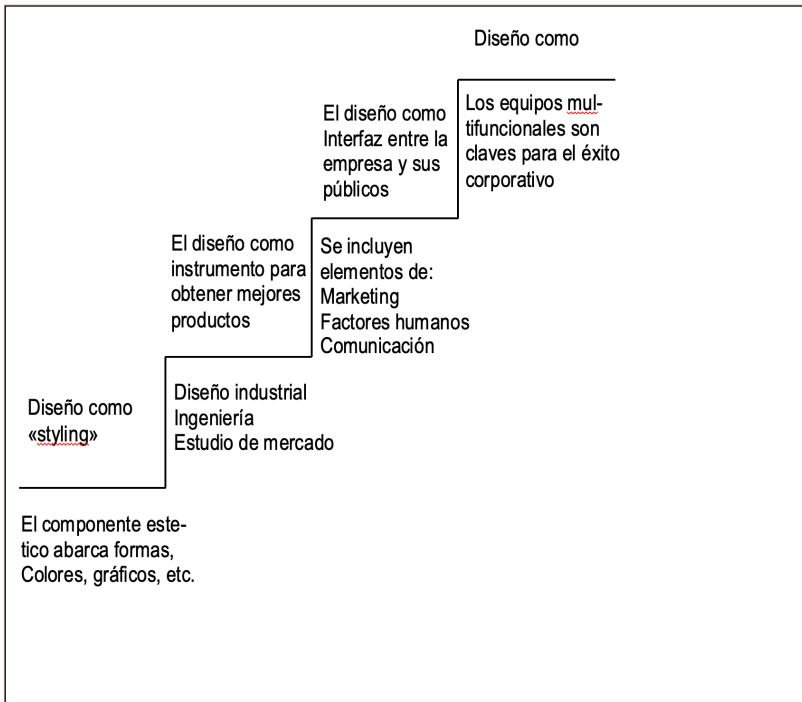 Diseño como
Los equipos mul-
tifuncionales son
claves para el éxito
corporativo
El diseño como
Interfaz entre la
empresa y sus
públicos
Se incluyen
elementos de:
Marketing
Factores humanos
Comunicación
El diseño como
instrumento para
obtener mejores
productos
Diseño industrial
Ingeniería
Estudio de mercado
Diseño como
«styling»
El componente este-
tico abarca formas,
Colores, gráficos, etc.